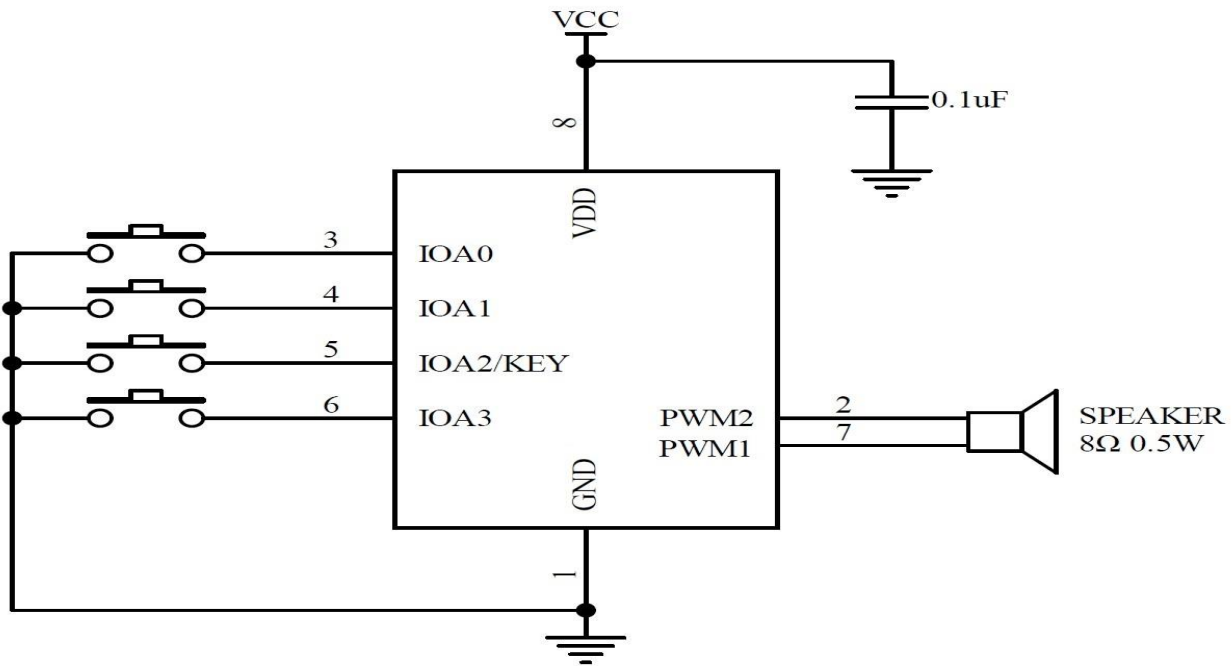 VCC
0.1uF
8
VDD
3
IOA0
4
IOA1
5
IOA2/KEY
6
IOA3
PWM2
2
PWM1
7
SPEAKER
8Ω 0.5W
GND
1